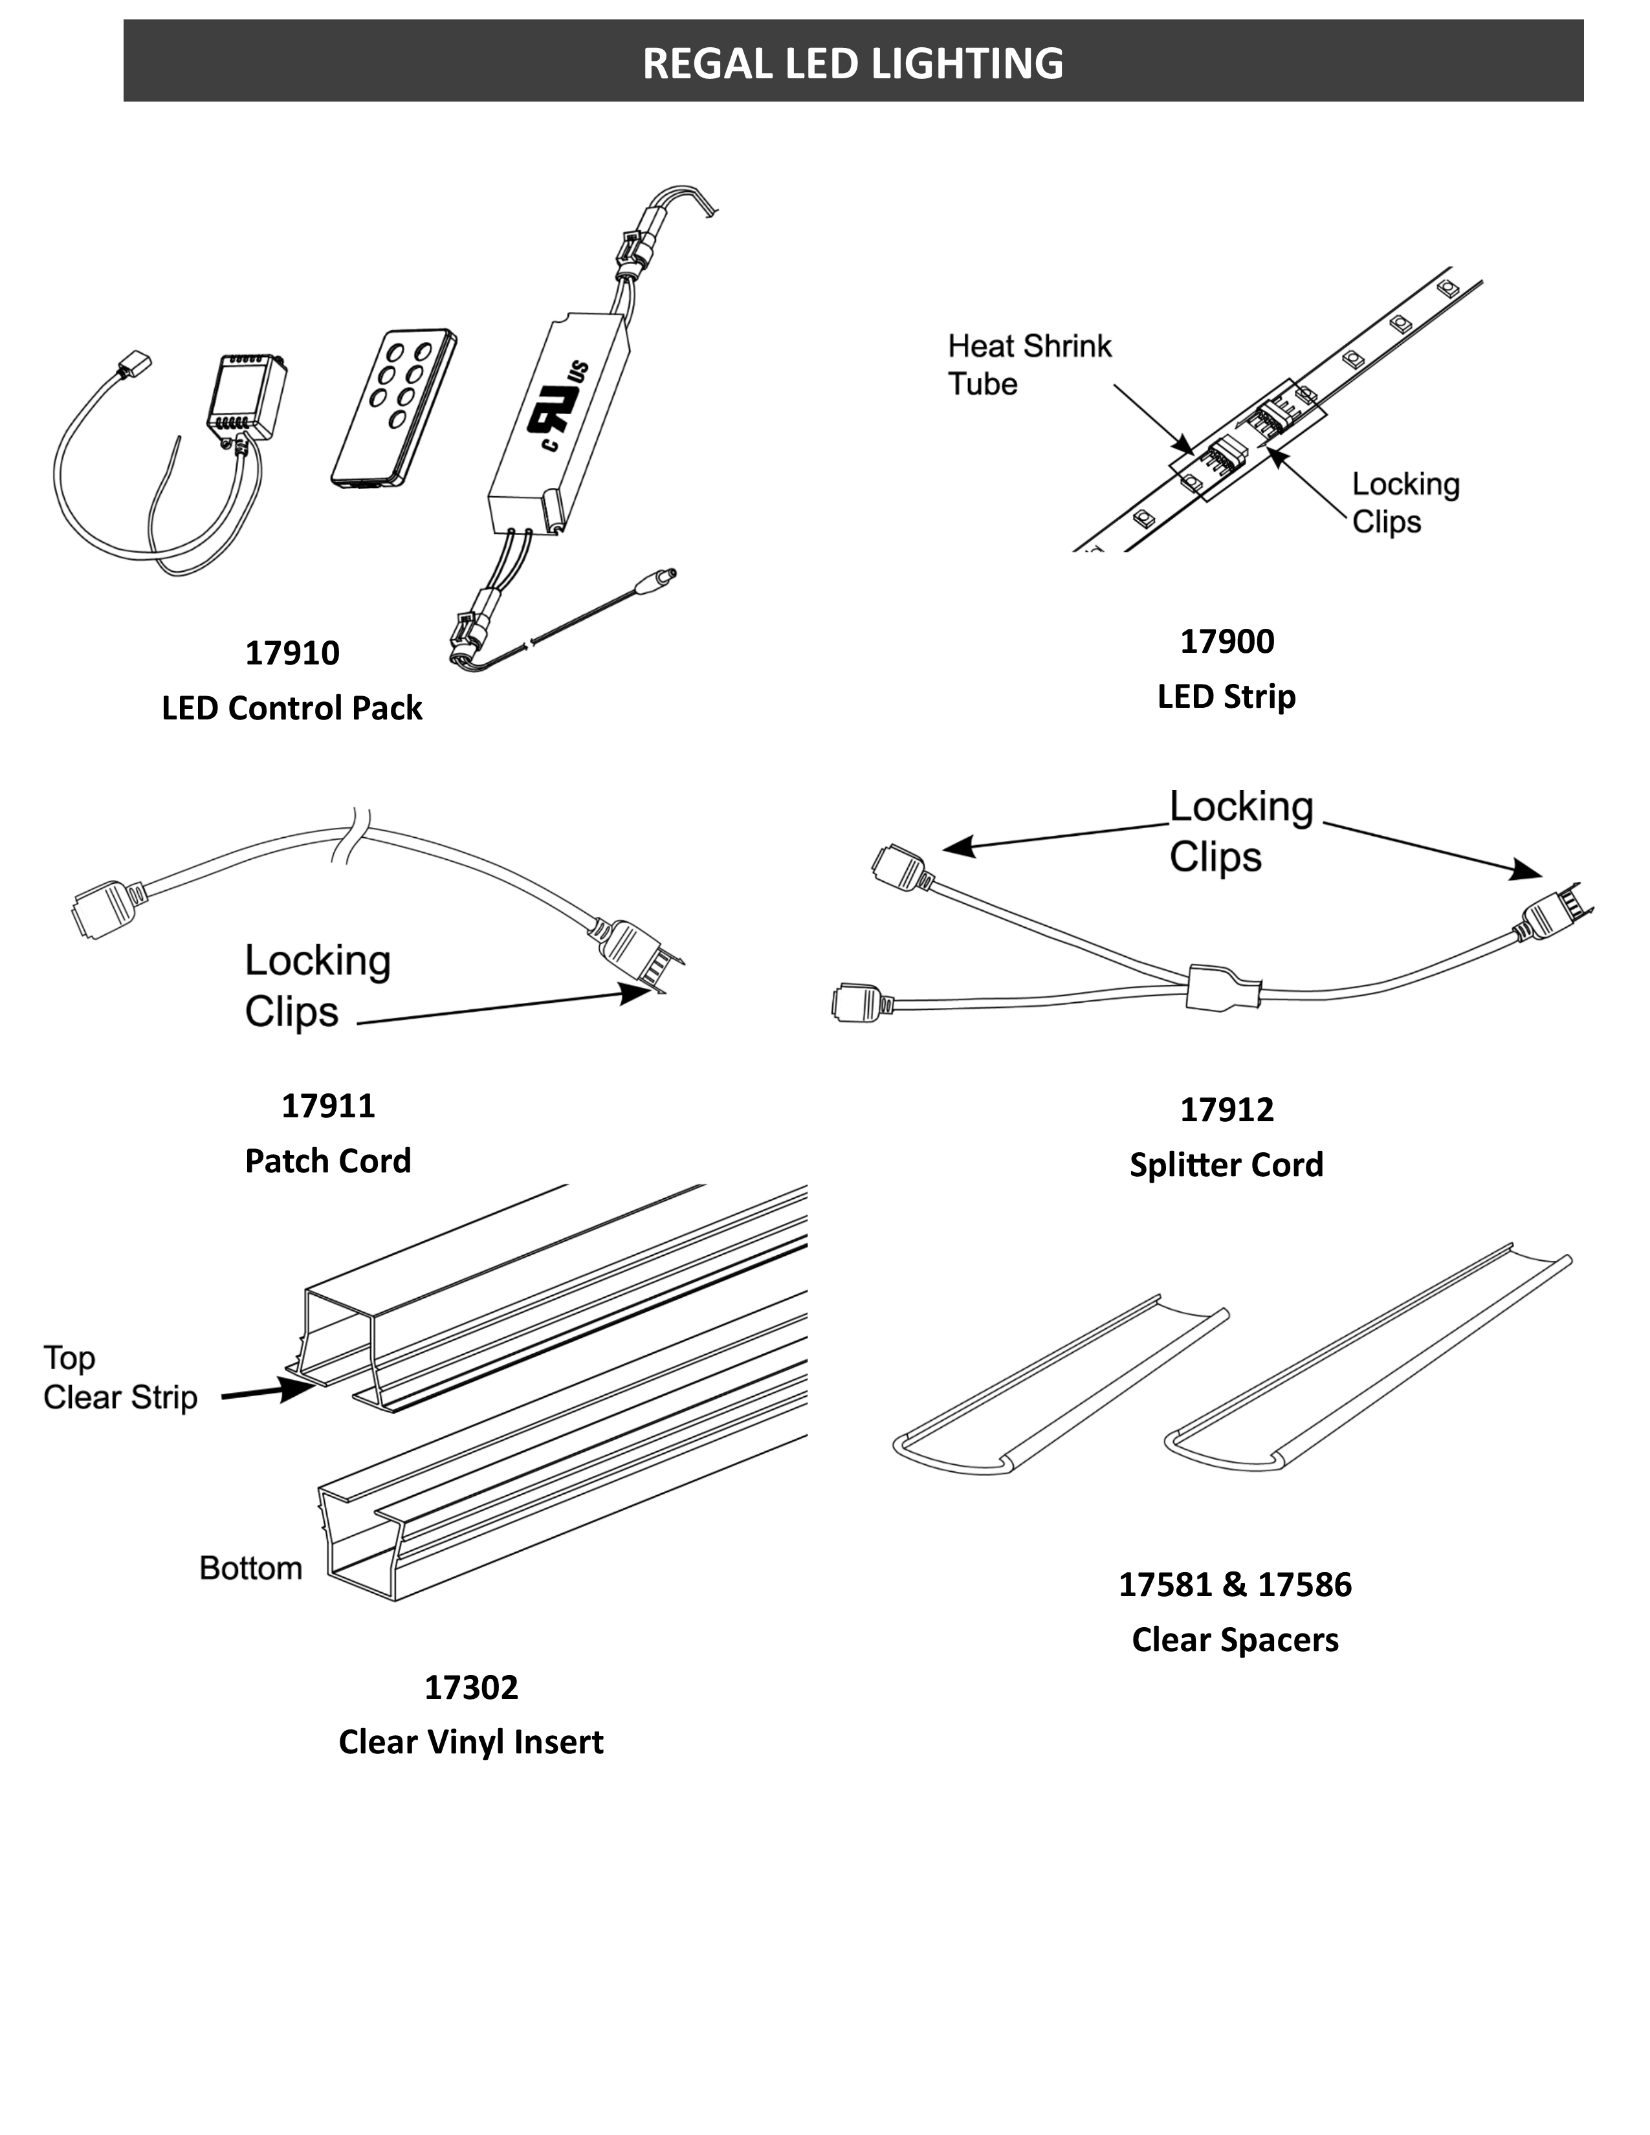 REGAL LED LIGHTING
C RU US
17910
LED Control Pack
Heat Shrink
Tube
Locking
Clips
17900
LED Strip
Locking
Clips
17911
Patch Cord
Locking
Clips
17912
Splitter Cord
Top
Clear Strip
Bottom
17302
Clear Vinyl Insert
17581 & 17586
Clear Spacers